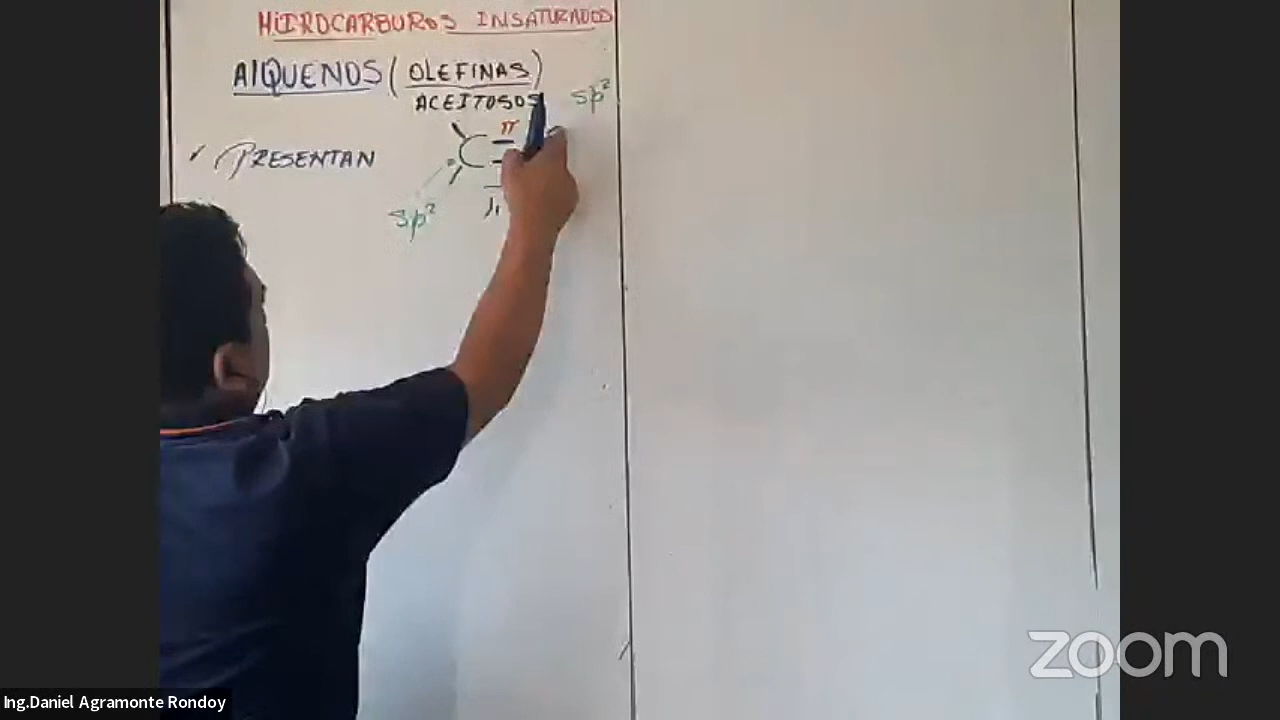 HIDROCARBUROS INSATURADOS
AlQUENOS (OLEFINAS)
ACEITOSOS
sp²
π
✓ PRESENTAN
C
sp²
zoom
Ing.Daniel Agramonte Rondoy